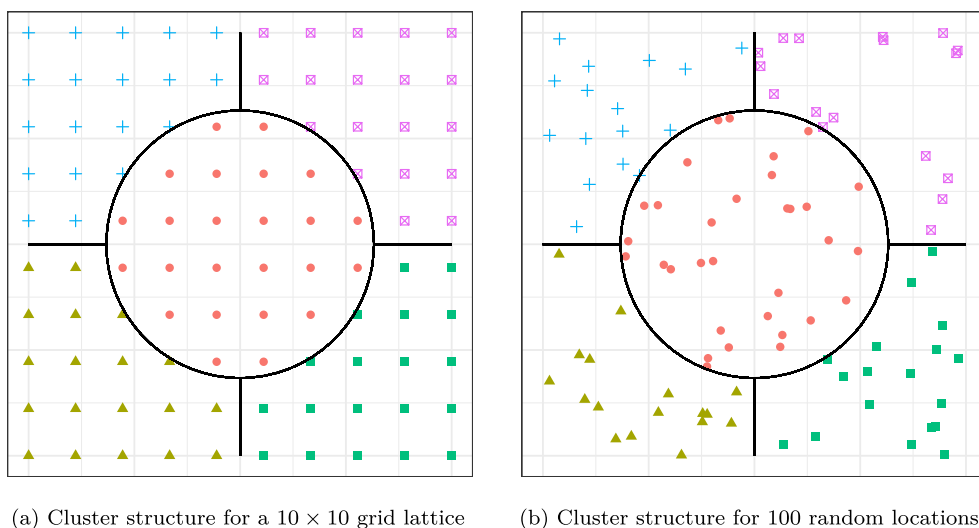 (a) Cluster structure for a 10 × 10 grid lattice
(b) Cluster structure for 100 random locations